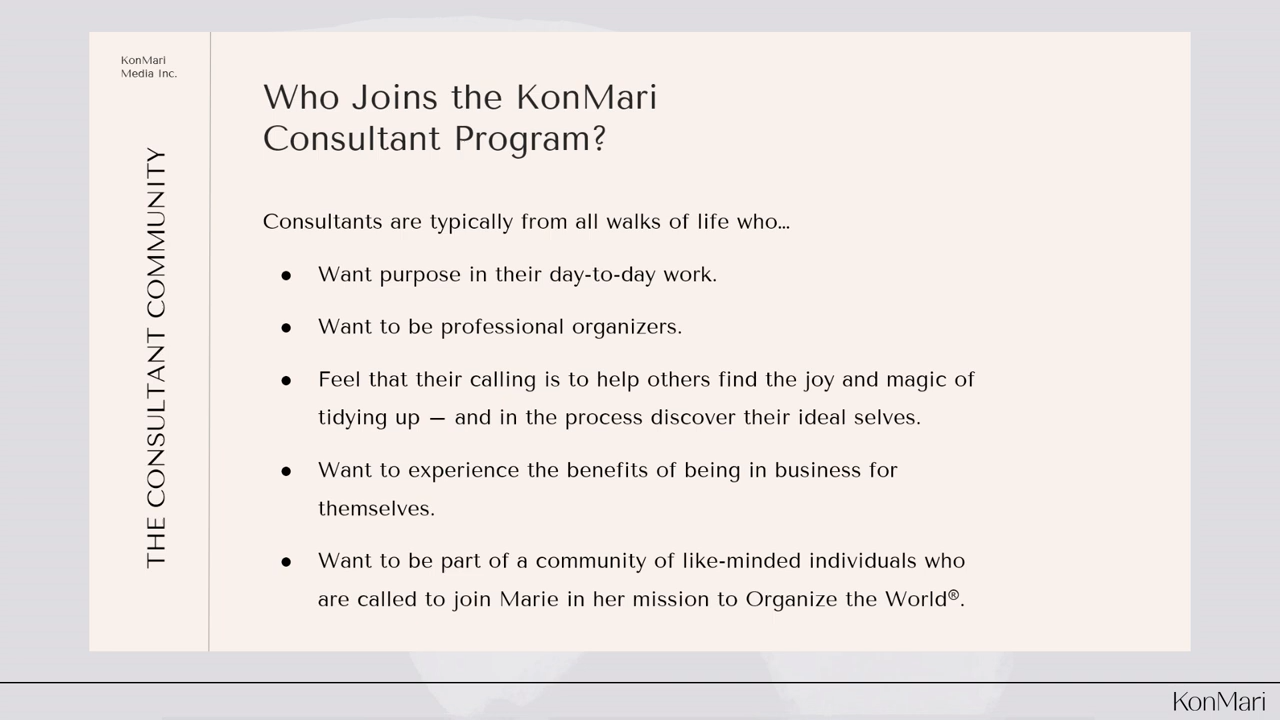 KonMari
Media Inc.
THE CONSULTANT COMMUNITY
Who Joins the KonMari
Consultant Program?
Consultants are typically from all walks of life who…
● Want purpose in their day-to-day work.
● Want to be professional organizers.
● Feel that their calling is to help others find the joy and magic of
tidying up — and in the process discover their ideal selves.
● Want to experience the benefits of being in business for
themselves.
● Want to be part of a community of like-minded individuals who
are called to join Marie in her mission to Organize the World®.
KonMari